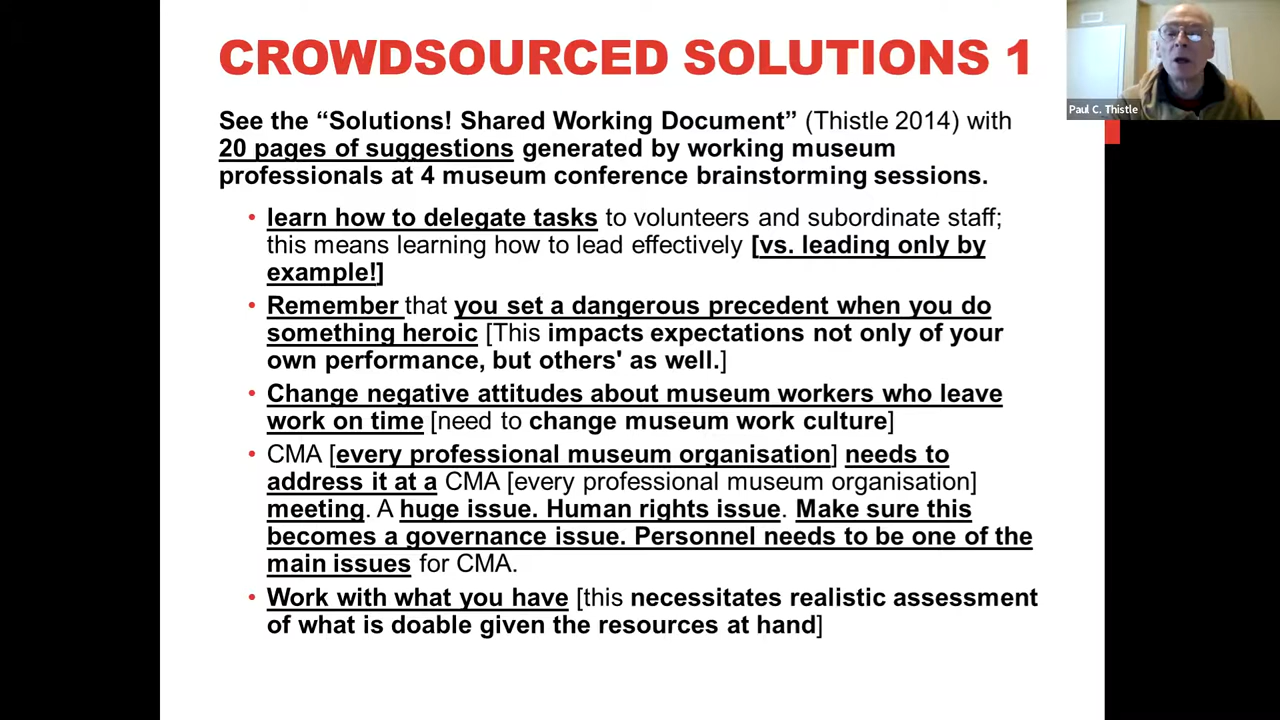 CROWDSOURCED SOLUTIONS 1
Paul C. Thistle
See the “Solutions! Shared Working Document” (Thistle 2014) with
20 pages of suggestions generated by working museum
professionals at 4 museum conference brainstorming sessions.
• learn how to delegate tasks to volunteers and subordinate staff;
this means learning how to lead effectively [vs. leading only by
example!]
• Remember that you set a dangerous precedent when you do
something heroic [This impacts expectations not only of your
own performance, but others' as well.]
• Change negative attitudes about museum workers who leave
work on time [need to change museum work culture]
• CMA [every professional museum organisation] needs to
address it at a CMA [every professional museum organisation]
meeting. A huge issue. Human rights issue. Make sure this
becomes a governance issue. Personnel needs to be one of the
main issues for CMA.
• Work with what you have [this necessitates realistic assessment
of what is doable given the resources at hand]